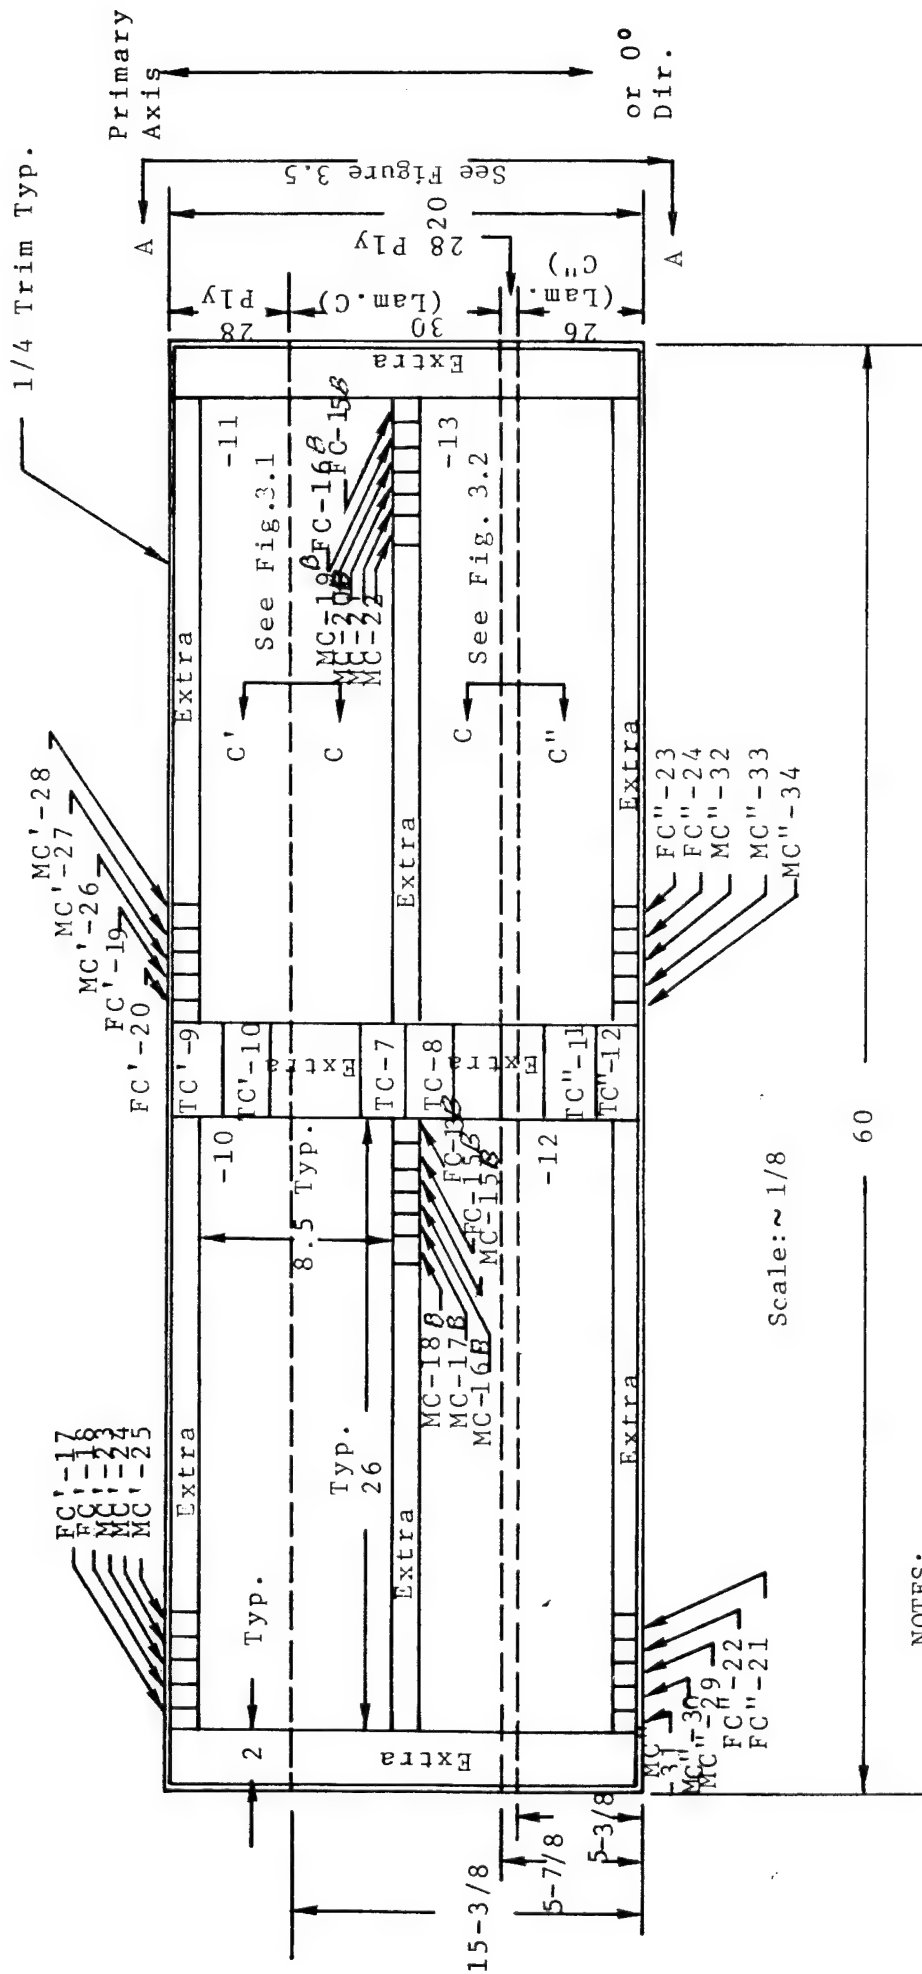 1/4 Trim Typ.
Primary
Axis
or 0°
Dir.
A
A
See Figure 3.5
20
28 Ply
28
Ply
30
(Lam.C)
26
(Lam.
C")
Extra
-11
See Fig.3.1
FC-15β
FC-16β
MC-19β
MC-20β
MC-21
MC-22
-13
See Fig. 3.2
C'
C
C
C"
Extra
Extra
Extra
MC'-28
MC'-27
MC'-26
FC'-19
FC'-20
FC"-23
FC"-24
MC"-32
MC"-33
MC"-34
TC'-9
TC'-10
Extra
TC-7
TC-8
Extra
TC"-11
TC"-12
-10
8.5 Typ.
-12
FC-13β
FC-15β
MC-15β
MC-18β
MC-17β
MC-16β
Typ.
26
Extra
Extra
Extra
FC'-17
FC'-18
MC'-23
MC'-24
MC'-25
Typ.
2
Extra
MC"
-31
MC"-30
MC"-29
FC"-22
FC"-21
15-3/8
5-7/8
5-3/8
60
Scale:~1/8
NOTES: